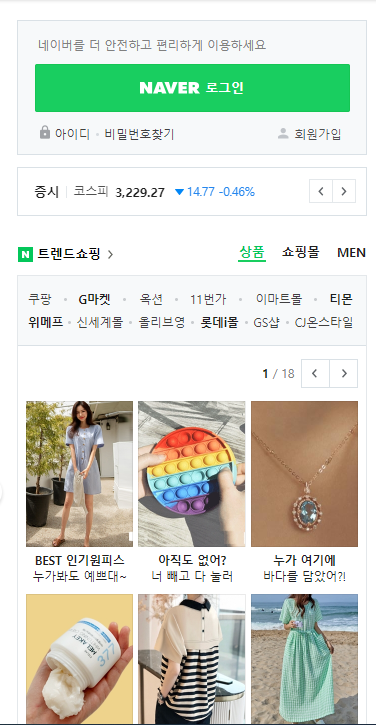 네이버를 더 안전하고 편리하게 이용하세요
NAVER 로그인
아이디 · 비밀번호찾기 회원가입
증시 코스피 3,229.27 ▼14.77 -0.46%
N 트렌드쇼핑 > 상품 쇼핑몰 MEN
쿠팡 · G마켓 · 옥션 · 11번가 · 이마트몰 · 티몬
위메프 · 신세계몰 · 올리브영 · 롯데i몰 · GS샵 · CJ온스타일
1 / 18
BEST 인기원피스
누가봐도 예쁘대~
아직도 없어?
너 빼고 다 눌러
누가 여기에
바다를 담았어?!